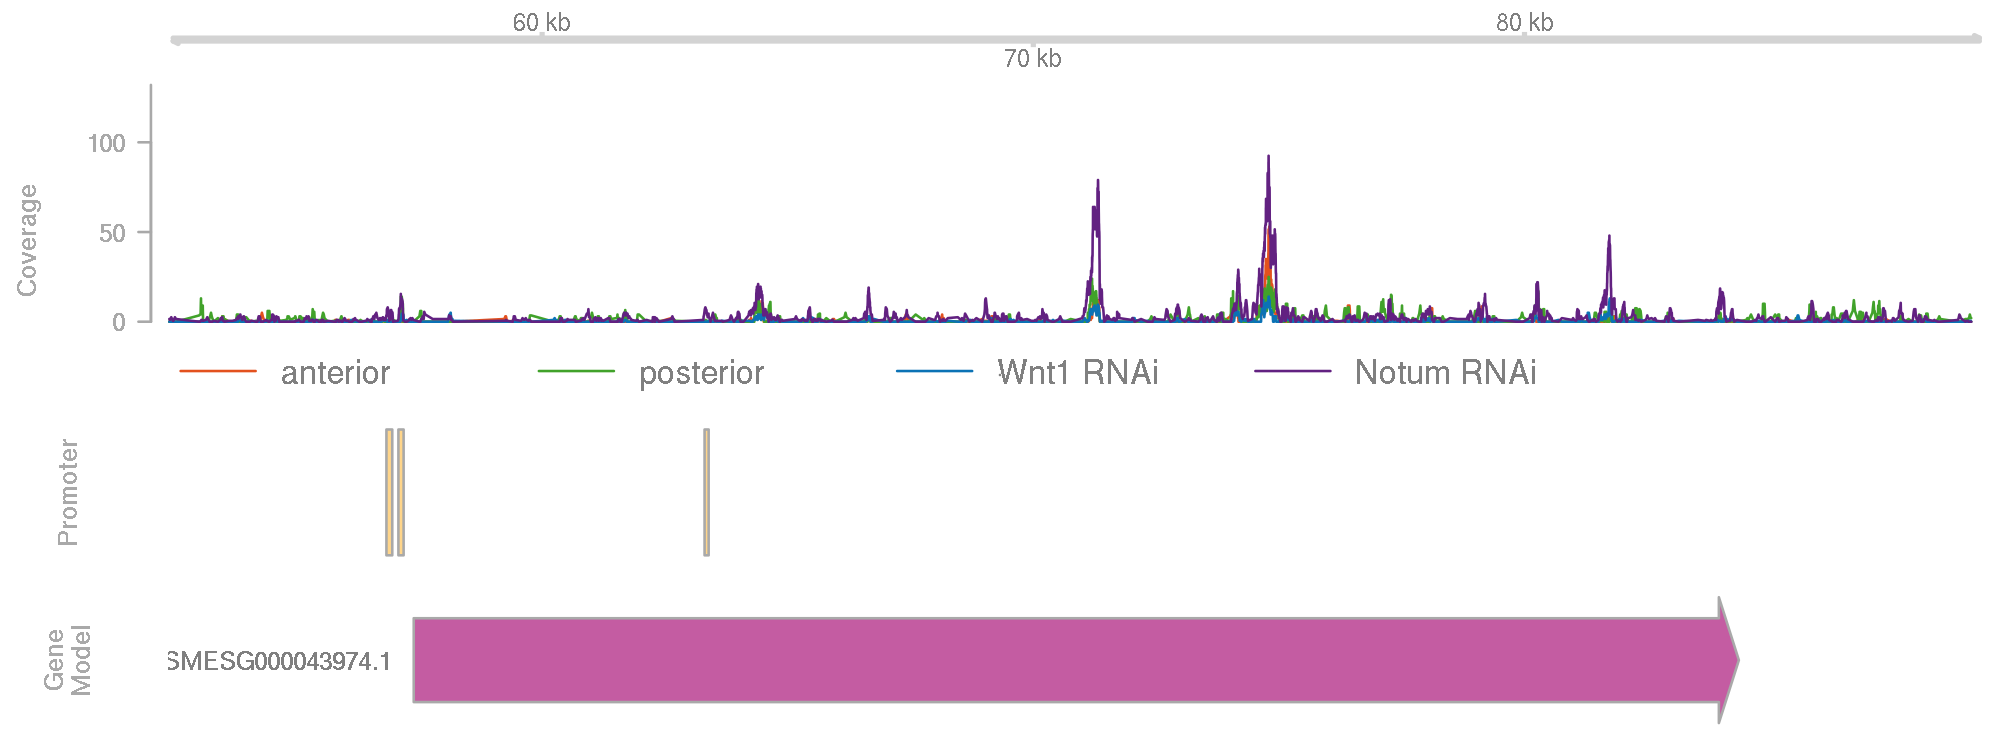 60 kb
80 kb
70 kb
Coverage
100
50
0
anterior
posterior
Wnt1 RNAi
Notum RNAi
Promoter
Gene
Model
SMESG000043974.1